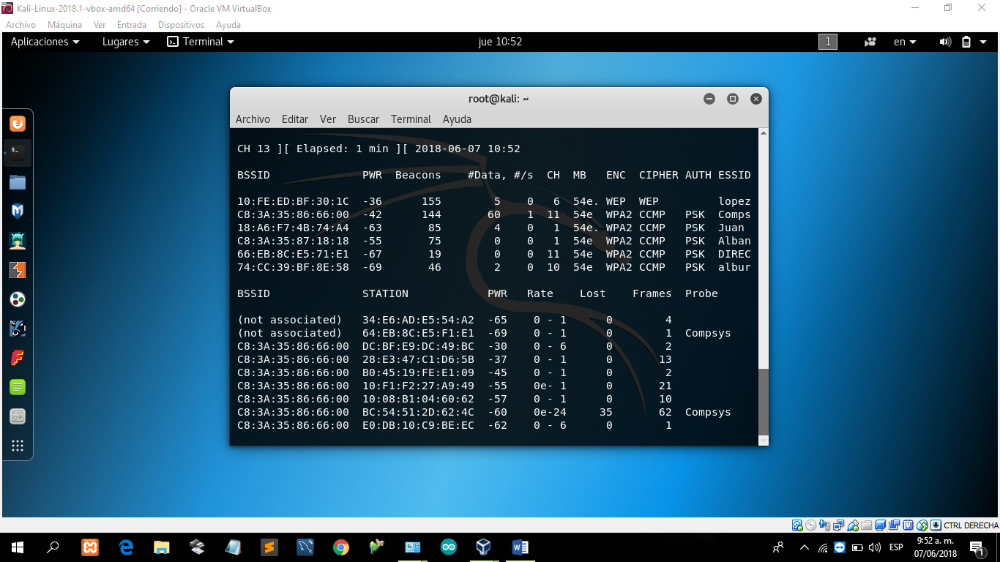 Kali-Linux-2018.1-vbox-amd64 [Corriendo] - Oracle VM VirtualBox
Archivo Máquina Ver Entrada Dispositivos Ayuda
Aplicaciones Lugares Terminal jue 10:52 1 en
root@kali: ~
Archivo Editar Ver Buscar Terminal Ayuda
CH 13 ][ Elapsed: 1 min ][ 2018-06-07 10:52
BSSID PWR Beacons #Data, #/s CH MB ENC CIPHER AUTH ESSID
10:FE:ED:BF:30:1C -36 155 5 0 6 54e. WEP WEP lopez
C8:3A:35:86:66:00 -42 144 60 1 11 54e WPA2 CCMP PSK Comps
18:A6:F7:4B:74:A4 -63 85 4 0 1 54e. WPA2 CCMP PSK Juan
C8:3A:35:87:18:18 -55 75 0 0 1 54e WPA2 CCMP PSK Alban
66:EB:8C:E5:71:E1 -67 19 0 0 11 54e WPA2 CCMP PSK DIREC
74:CC:39:BF:8E:58 -69 46 2 0 10 54e WPA2 CCMP PSK albur
BSSID STATION PWR Rate Lost Frames Probe
(not associated) 34:E6:AD:E5:54:A2 -65 0 - 1 0 4
(not associated) 64:EB:8C:E5:F1:E1 -69 0 - 1 0 1 Compsys
C8:3A:35:86:66:00 DC:BF:E9:DC:49:BC -30 0 - 6 0 2
C8:3A:35:86:66:00 28:E3:47:C1:D6:5B -37 0 - 1 0 13
C8:3A:35:86:66:00 B0:45:19:FE:E1:09 -45 0 - 1 0 2
C8:3A:35:86:66:00 10:F1:F2:27:A9:49 -55 0e- 1 0 21
C8:3A:35:86:66:00 10:08:B1:04:60:62 -57 0 - 1 0 10
C8:3A:35:86:66:00 BC:54:51:2D:62:4C -60 0e-24 35 62 Compsys
C8:3A:35:86:66:00 E0:DB:10:C9:BE:EC -62 0 - 6 0 1
CTRL DERECHA
ESP
9:52 a. m.
07/06/2018
1